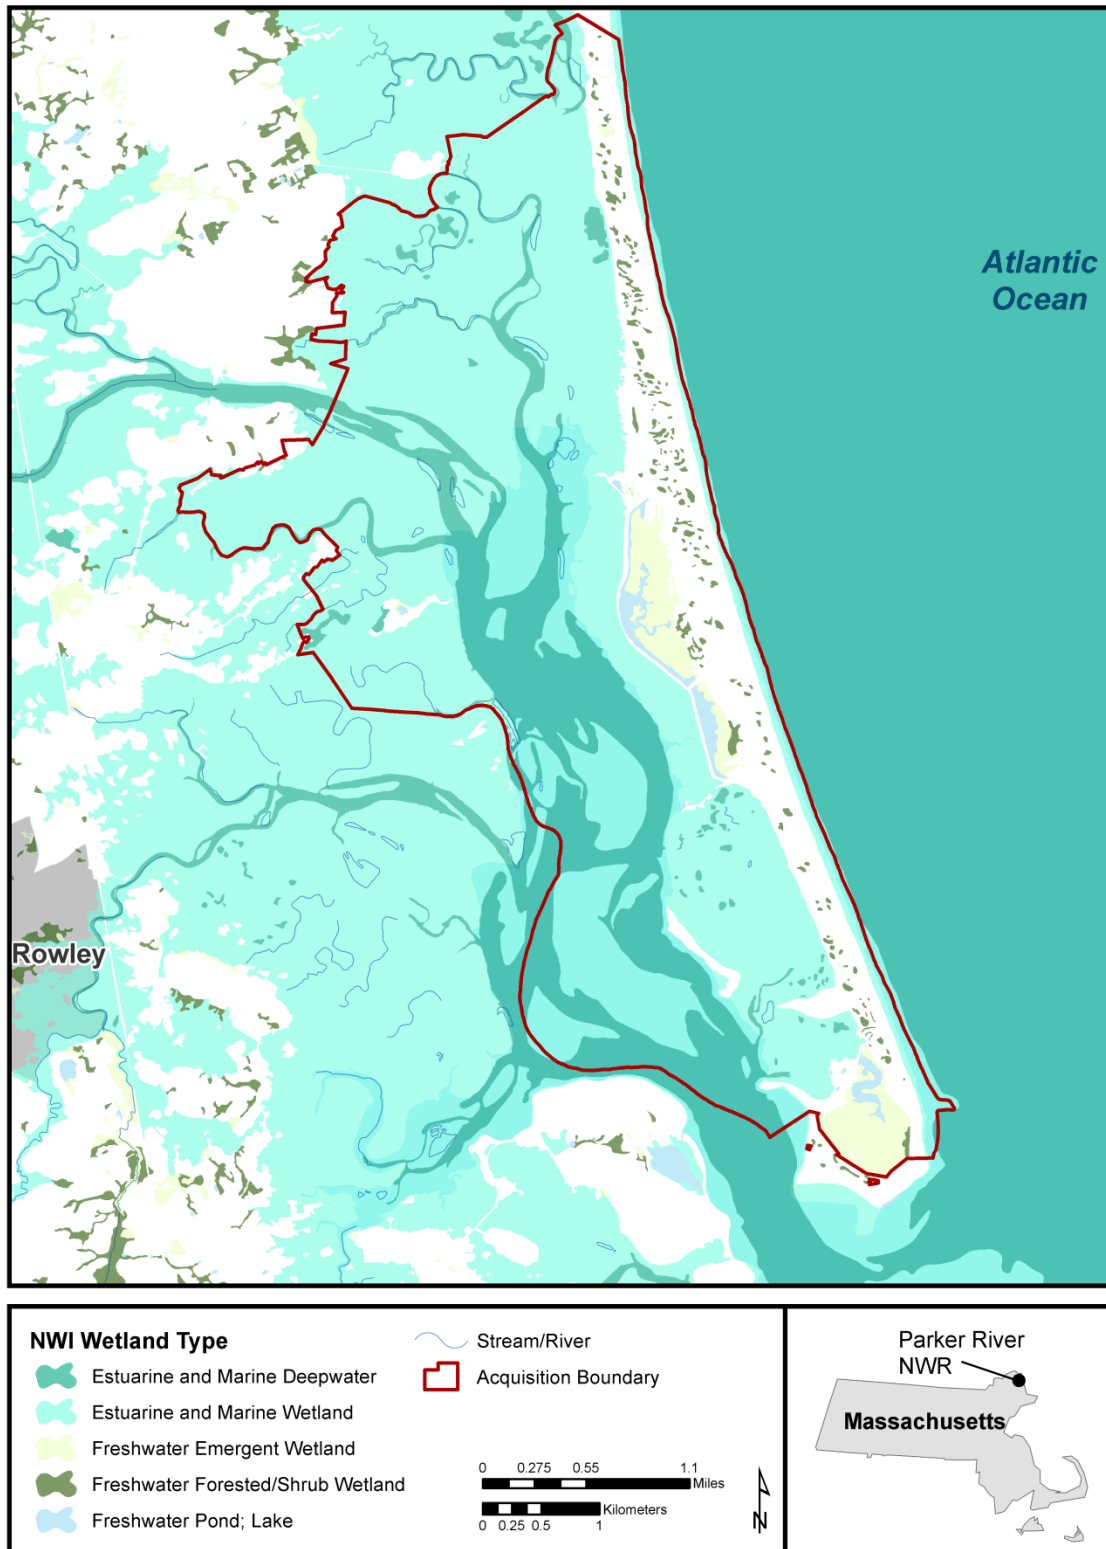 Atlantic
Ocean
Rowley
NWI Wetland Type
Estuarine and Marine Deepwater
Estuarine and Marine Wetland
Freshwater Emergent Wetland
Freshwater Forested/Shrub Wetland
Freshwater Pond; Lake
Stream/River
Acquisition Boundary
0 0.275 0.55 1.1
Miles
Kilometers
0 0.25 0.5 1
N
Parker River
NWR
Massachusetts